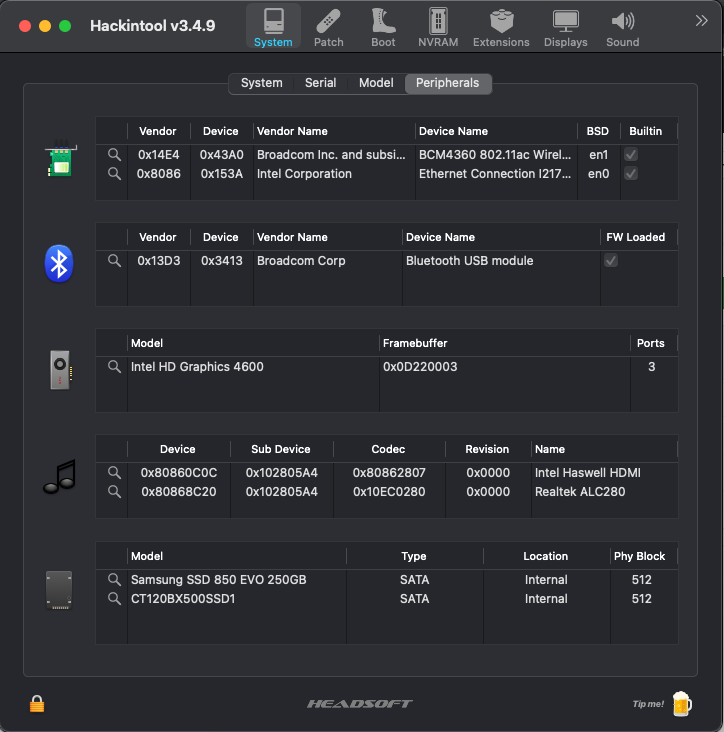 Hackintool v3.4.9
System Patch Boot NVRAM Extensions Displays Sound
System Serial Model Peripherals
Vendor Device Vendor Name Device Name BSD Builtin
0x14E4 0x43A0 Broadcom Inc. and subsi... BCM4360 802.11ac Wirel... en1
0x8086 0x153A Intel Corporation Ethernet Connection I217... en0
Vendor Device Vendor Name Device Name FW Loaded
0x13D3 0x3413 Broadcom Corp Bluetooth USB module
Model Framebuffer Ports
Intel HD Graphics 4600 0x0D220003 3
Device Sub Device Codec Revision Name
0x80860C0C 0x102805A4 0x80862807 0x0000 Intel Haswell HDMI
0x80868C20 0x102805A4 0x10EC0280 0x0000 Realtek ALC280
Model Type Location Phy Block
Samsung SSD 850 EVO 250GB SATA Internal 512
CT120BX500SSD1 SATA Internal 512
HEADSOFT Tip me!